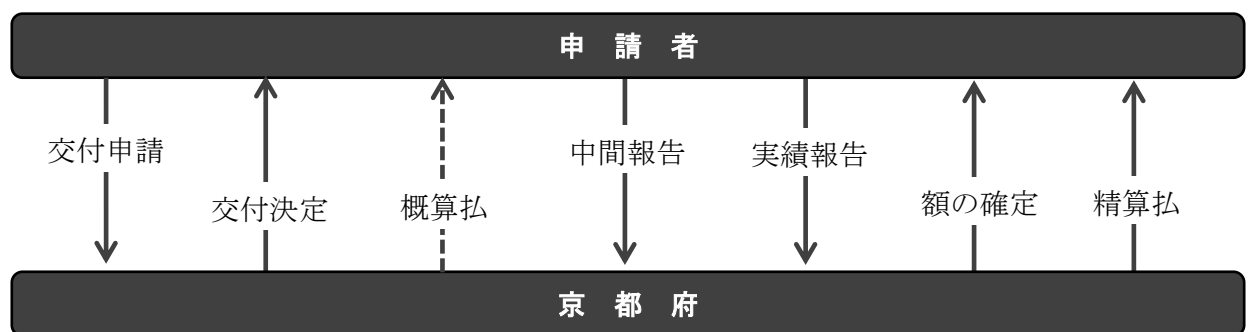 申 請 者
交付申請
交付決定
概算払
中間報告
実績報告
額の確定
精算払
京 都 府